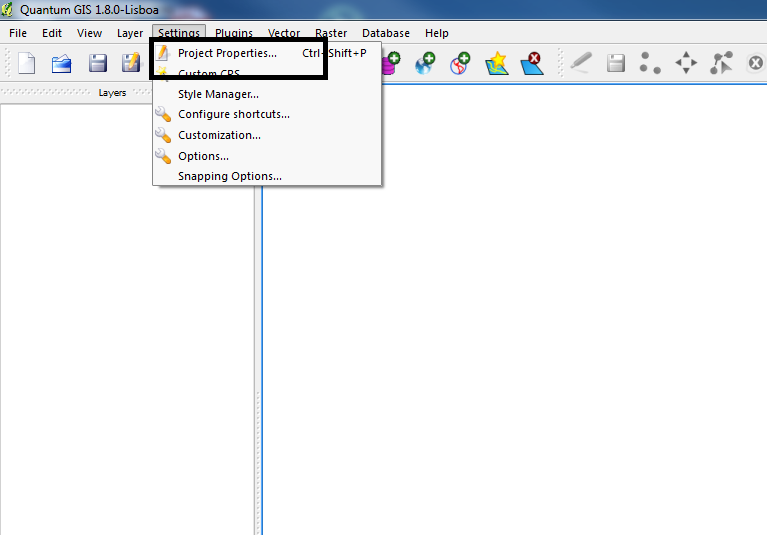 Quantum GIS 1.8.0-Lisboa
File Edit View Layer Settings Plugins Vector Raster Database Help
Project Properties... Ctrl+Shift+P
Custom CRS
Layers
Style Manager...
Configure shortcuts...
Customization...
Options...
Snapping Options...